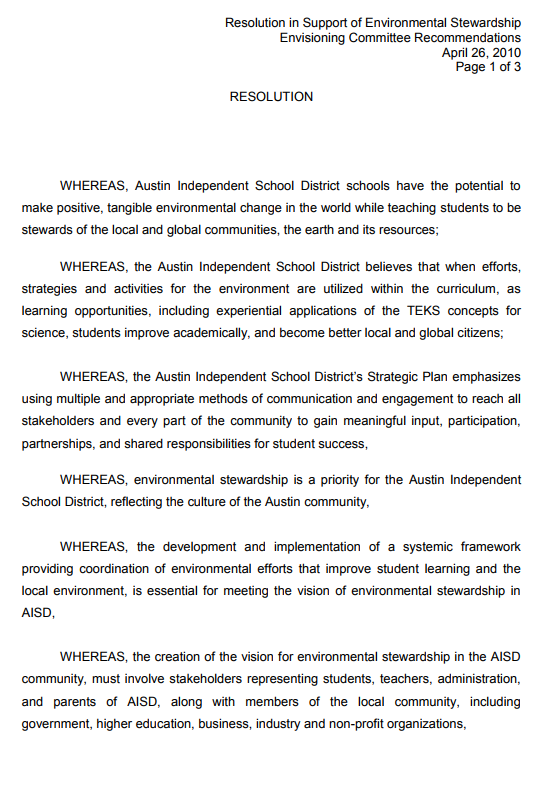 Resolution in Support of Environmental Stewardship
Envisioning Committee Recommendations
April 26, 2010
Page 1 of 3
RESOLUTION
WHEREAS, Austin Independent School District schools have the potential to
make positive, tangible environmental change in the world while teaching students to be
stewards of the local and global communities, the earth and its resources;
WHEREAS, the Austin Independent School District believes that when efforts,
strategies and activities for the environment are utilized within the curriculum, as
learning opportunities, including experiential applications of the TEKS concepts for
science, students improve academically, and become better local and global citizens;
WHEREAS, the Austin Independent School District's Strategic Plan emphasizes
using multiple and appropriate methods of communication and engagement to reach all
stakeholders and every part of the community to gain meaningful input, participation,
partnerships, and shared responsibilities for student success,
WHEREAS, environmental stewardship is a priority for the Austin Independent
School District, reflecting the culture of the Austin community,
WHEREAS, the development and implementation of a systemic framework
providing coordination of environmental efforts that improve student learning and the
local environment, is essential for meeting the vision of environmental stewardship in
AISD,
WHEREAS, the creation of the vision for environmental stewardship in the AISD
community, must involve stakeholders representing students, teachers, administration,
and parents of AISD, along with members of the local community, including
government, higher education, business, industry and non-profit organizations,